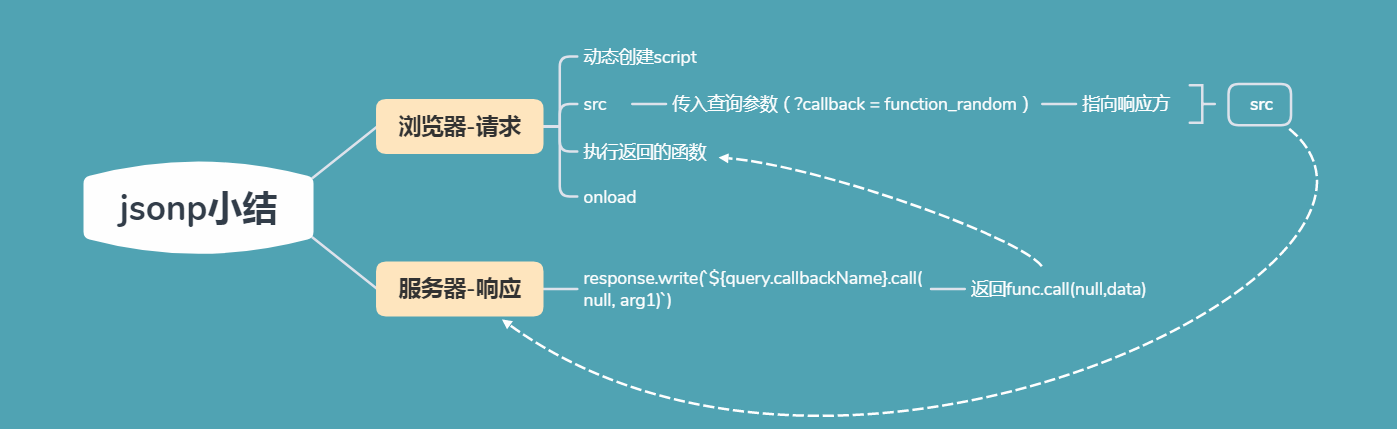 jsonp小结
浏览器-请求
动态创建script
src
传入查询参数（?callback = function_random）
指向响应方
src
执行返回的函数
onload
服务器-响应
response.write(`${query.callbackName}.call(
null, arg1)`)
返回func.call(null,data)